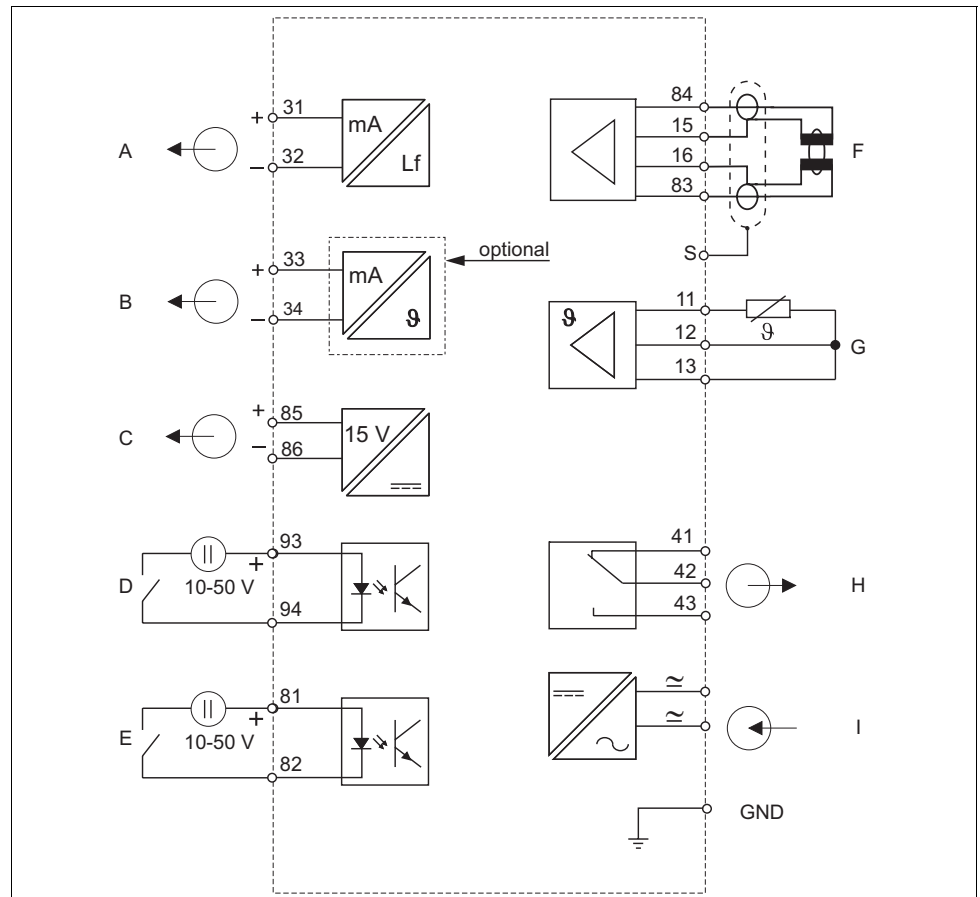 A
+ 31
mA
− 32
Lf
B
+ 33
mA
− 34
ϑ
optional
C
+ 85
15 V
− 86
D
93
+
10-50 V
94
E
81
+
10-50 V
82
84
15
16
83
F
S
ϑ
11
ϑ
12
13
G
41
42
43
H
≃
≃
I
GND